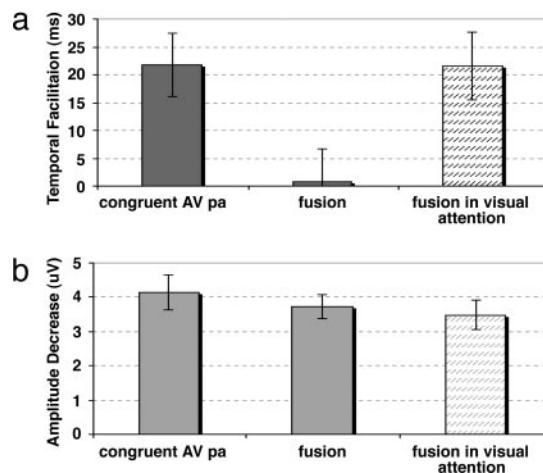 a
Temporal Facilitaion (ms)
30
25
20
15
10
5
0
congruent AV pa
fusion
fusion in visual
attention
b
Amplitude Decrease (uV)
5
4
3
2
1
0
congruent AV pa
fusion
fusion in visual
attention